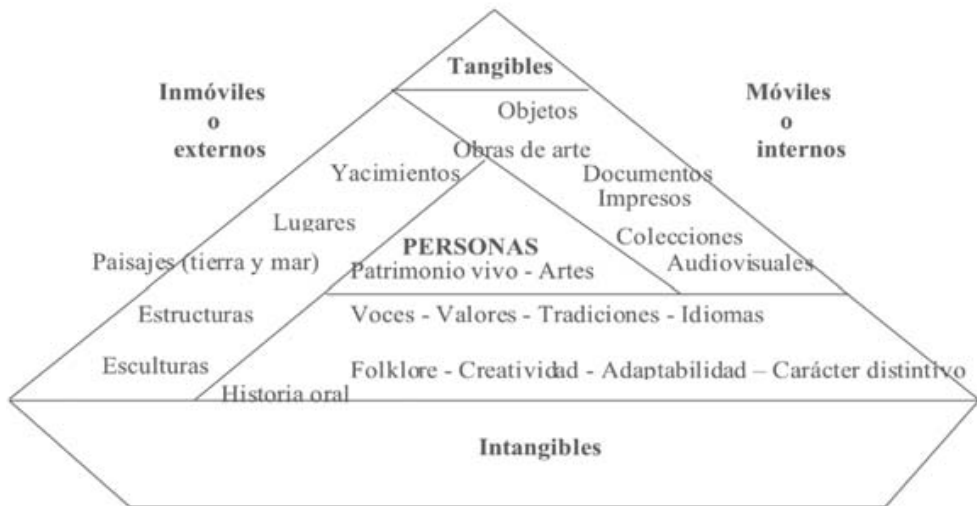 Tangibles
Inmóviles
o
externos
Móviles
o
internos
Objetos
Obras de arte
Yacimientos
Documentos
Impresos
Lugares
Colecciones
PERSONAS
Paisajes (tierra y mar)
Patrimonio vivo - Artes
Audiovisuales
Estructuras
Voces - Valores - Tradiciones - Idiomas
Esculturas
Folklore - Creatividad - Adaptabilidad – Carácter distintivo
Historia oral
Intangibles